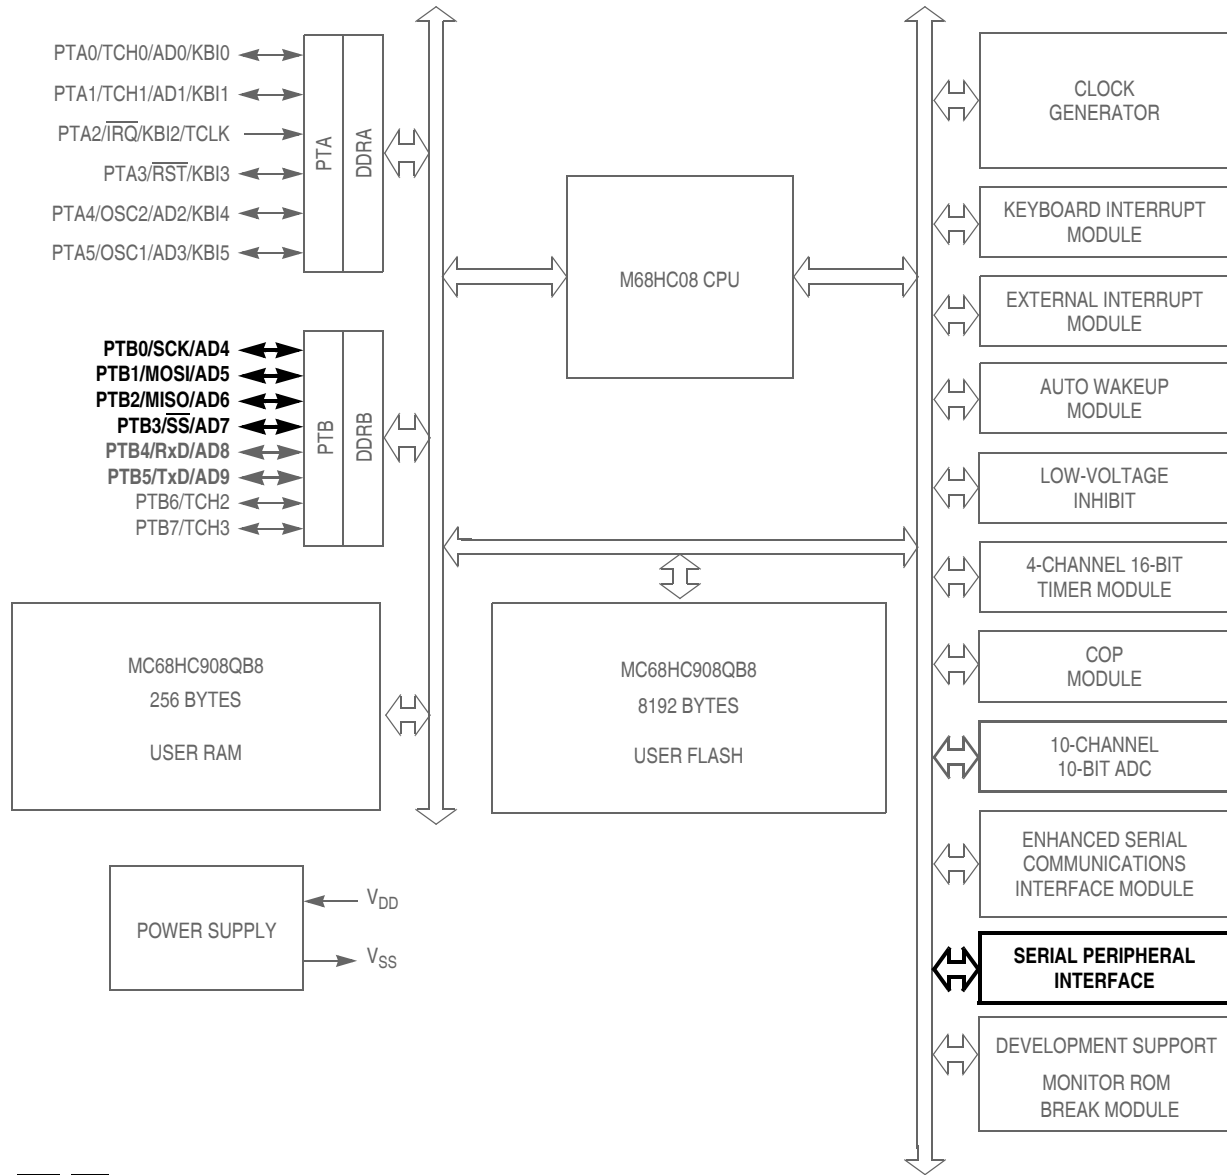 PTA0/TCH0/AD0/KBI0
PTA1/TCH1/AD1/KBI1
PTA2/IRQ/KBI2/TCLK
PTA3/RST/KBI3
PTA4/OSC2/AD2/KBI4
PTA5/OSC1/AD3/KBI5
PTA
DDRA
PTB0/SCK/AD4
PTB1/MOSI/AD5
PTB2/MISO/AD6
PTB3/SS/AD7
PTB4/RxD/AD8
PTB5/TxD/AD9
PTB6/TCH2
PTB7/TCH3
PTB
DDRB
M68HC08 CPU
MC68HC908QB8
256 BYTES
USER RAM
MC68HC908QB8
8192 BYTES
USER FLASH
POWER SUPPLY
VDD
VSS
CLOCK
GENERATOR
KEYBOARD INTERRUPT
MODULE
EXTERNAL INTERRUPT
MODULE
AUTO WAKEUP
MODULE
LOW-VOLTAGE
INHIBIT
4-CHANNEL 16-BIT
TIMER MODULE
COP
MODULE
10-CHANNEL
10-BIT ADC
ENHANCED SERIAL
COMMUNICATIONS
INTERFACE MODULE
SERIAL PERIPHERAL
INTERFACE
DEVELOPMENT SUPPORT
MONITOR ROM
BREAK MODULE